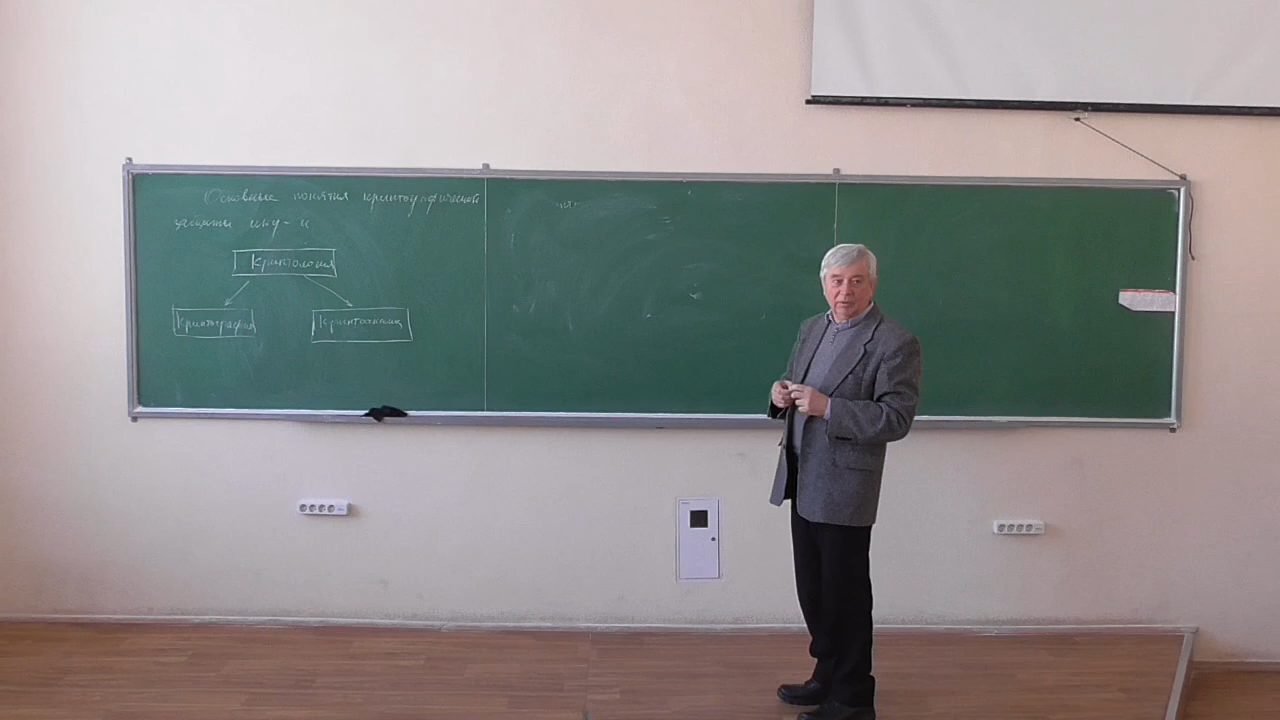 Основные понятия криптографической
защиты инф-и
Криптология
Криптография
Криптоанализ